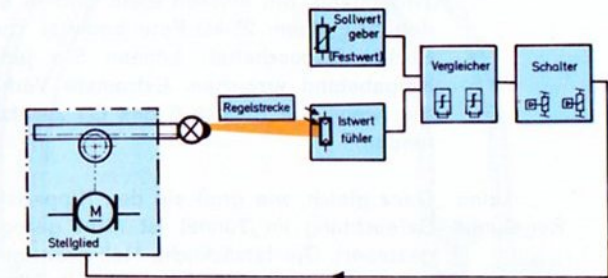 Sollwert
geber
(Festwert)
Vergleicher
Schalter
Regelstrecke
Istwert
fühler
M
Stellglied